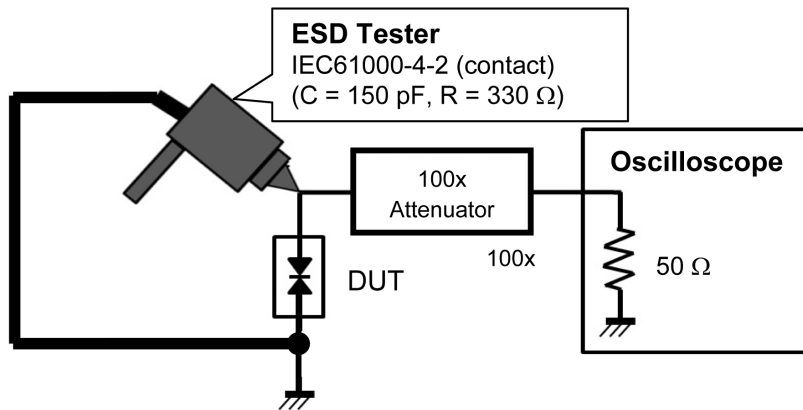 ESD Tester
IEC61000-4-2 (contact)
(C = 150 pF, R = 330 Ω)
Oscilloscope
100x
Attenuator
100x
50 Ω
DUT